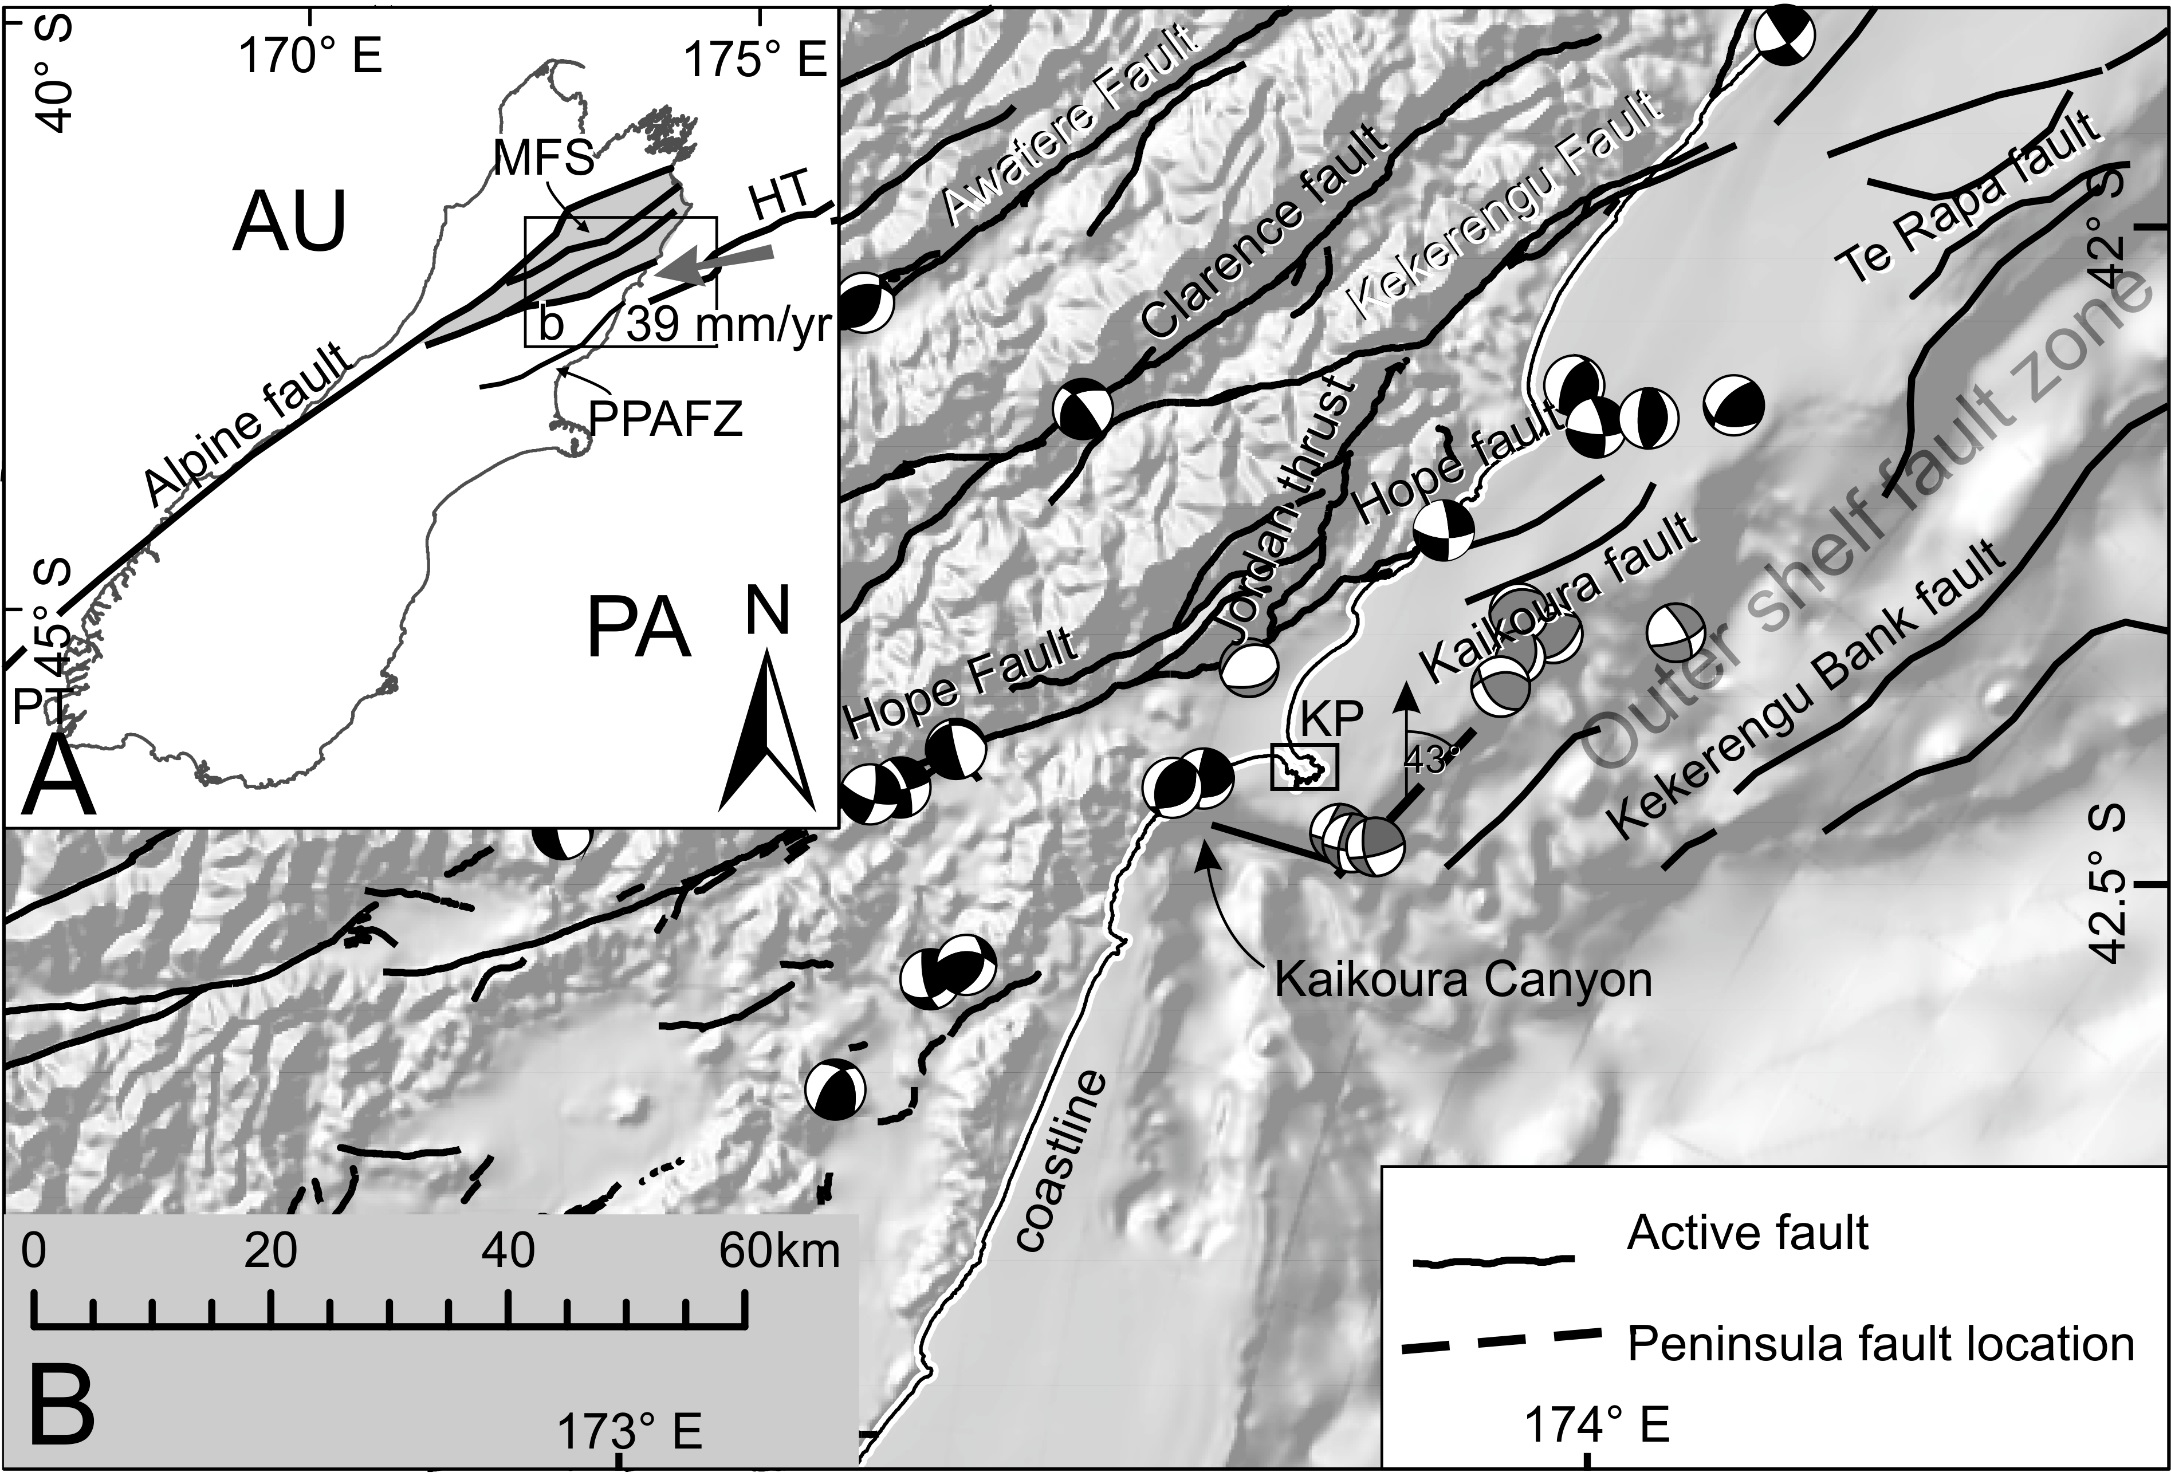 170° E
175° E
40° S
MFS
AU
HT
b
39 mm/yr
Alpine fault
PPAFZ
45° S
PA
N
PT
A
Awatere Fault
Clarence fault
Kekerengu Fault
Te Rapa fault
42° S
Jordan thrust
Hope fault
Kaikoura fault
Outer shelf fault zone
Hope Fault
KP
43°
Kekerengu Bank fault
42.5° S
Kaikoura Canyon
coastline
0 20 40 60km
B
173° E
Active fault
Peninsula fault location
174° E